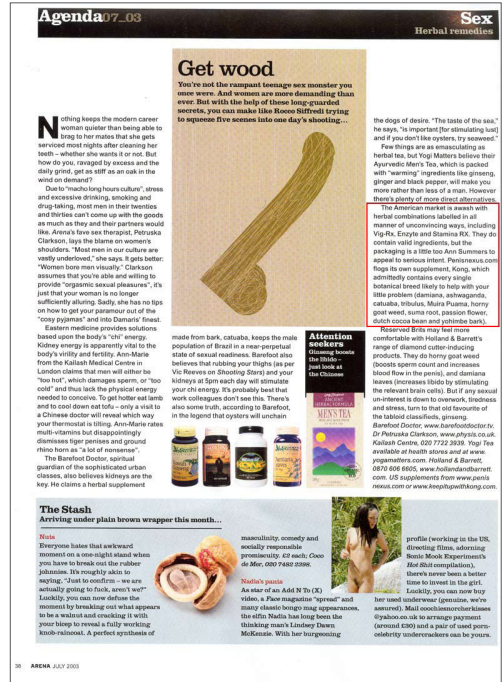 Agenda07_03
Sex
Herbal remedies
Get wood
You're not the rampant teenage sex monster you
once were. And women are more demanding than
ever. But with the help of these long-guarded
secrets, you can make like Rocco Siffredi trying
to squeeze five scenes into one day's shooting...
Nothing keeps the modern career
woman quieter than being able to
brag to her mates that she gets
serviced most nights after cleaning her
teeth – whether she wants it or not. But
how do you, ravaged by excess and the
daily grind, get as stiff an oak in the
wind on demand?
Due to "macho long hours culture", stress
and excessive drinking, smoking and
drug-taking, most men in their twenties
and thirties can't come up with the goods
as much as they and their partners would
like. Arena's fave sex therapist, Petruska
Clarkson, lays the blame on women's
shoulders. "Most men in our culture are
vastly underloved," she says. It gets better:
"Women bore men visually." Clarkson
assumes that you're able and willing to
provide "orgasmic sexual pleasures", it's
just that your woman is no longer
sufficiently alluring. Sadly, she has no tips
on how to get your paramour out of the
"cosy pyjamas" and into Damaris' finest.
Eastern medicine provides solutions
based upon the body's "chi" energy.
Kidney energy is apparently vital to the
body's virility and fertility. Ann-Marie
from the Kailash Medical Centre in
London claims that men will either be
"too hot", which damages sperm, or "too
cold" and thus lack the physical energy
needed to conceive. To get hotter eat lamb
and to cool down eat tofu – only a visit to
a Chinese doctor will reveal which way
your thermostat is tilting. Ann-Marie rates
multi-vitamins but disappointingly
dismisses tiger penises and ground
rhino horn as "a lot of nonsense".
The Barefoot Doctor, spiritual
guardian of the sophisticated urban
classes, also believes kidneys are the
key. He claims a herbal supplement
made from bark, catuaba, keeps the male
population of Brazil in a near-perpetual
state of sexual readiness. Barefoot also
believes that rubbing your thighs (as per
Vic Reeves on Shooting Stars) and your
kidneys at 5pm each day will stimulate
your chi energy. It's probably best that
work colleagues don't see this. There's
also some truth, according to Barefoot,
in the legend that oysters will unchain
Attention
seekers
Ginseng boosts
the libido –
just look at
the Chinese
ANCIENT
HERBAL FORMULA
MEN'S TEA
KONG
the dogs of desire. "The taste of the sea,"
he says, "is important [for stimulating lust]
and if you don't like oysters, try seaweed."
Few things are as emasculating as
herbal tea, but Yogi Matters believe their
Ayurvedic Men's Tea, which is packed
with "warming" ingredients like ginseng,
ginger and black pepper, will make you
more rather than less of a man. However
there's plenty of more direct alternatives.
The American market is awash with
herbal combinations labelled in all
manner of unconvincing ways, including
Vig-Rx, Enzyte and Stamina RX. They do
contain valid ingredients, but the
packaging is a little too Ann Summers to
appeal to serious intent. Penisnexus.com
flogs its own supplement, Kong, which
admittedly contains every single
botanical breed likely to help with your
little problem (damiana, ashwaganda,
catuaba, tribulus, Muira Puama, horny
goat weed, suma root, passion flower,
dutch cocoa bean and yohimbe bark).
Reserved Brits may feel more
comfortable with Holland & Barrett's
range of diamond cutter-inducing
products. They do horny goat weed
(boosts sperm count and increases
blood flow in the penis), and damiana
leaves (increases libido by stimulating
the relevant brain cells). But if any sexual
un-interest is down to overwork, tiredness
and stress, turn to that old favourite of
the tabloid classifieds, ginseng.
Barefoot Doctor, www.barefootdoctor.tv.
Dr Petruska Clarkson, www.physis.co.uk.
Kailash Centre, 020 7722 3939. Yogi Tea
available at health stores and at www.
yogamatters.com. Holland & Barrett,
0870 606 6605, www.hollandandbarrett.
com. US supplements from www.penis
nexus.com or www.keepitupwithkong.com.
The Stash
Arriving under plain brown wrapper this month...
Nuts
Everyone hates that awkward
moment on a one-night stand when
you have to break out the rubber
johnnies. It's roughly akin to
saying, "Just to confirm – we are
actually going to fuck, aren't we?"
Luckily, you can now defuse the
moment by breaking out what appears
to be a walnut and cracking it with
your bicep to reveal a fully working
knob-raincoat. A perfect synthesis of
masculinity, comedy and
socially responsible
promiscuity. £2 each; Coco
de Mer, 020 7482 2398.
Nadia's pants
As star of an Add N To (X)
video, a Face magazine "spread" and
many classic bongo mag appearances,
the elfin Nadia has long been the
thinking man's Lindsey Dawn
McKenzie. With her burgeoning
profile (working in the US,
directing films, adorning
Sonic Mook Experiment's
Hot Shit compilation),
there's never been a better
time to invest in the girl.
Luckily, you can now buy
her used underwear (genuine, we're
assured). Mail coochiesnorcherkisses
@yahoo.co.uk to arrange payment
(around £30) and a pair of used porn-
celebrity undercrackers can be yours.
38 ARENA JULY 2003